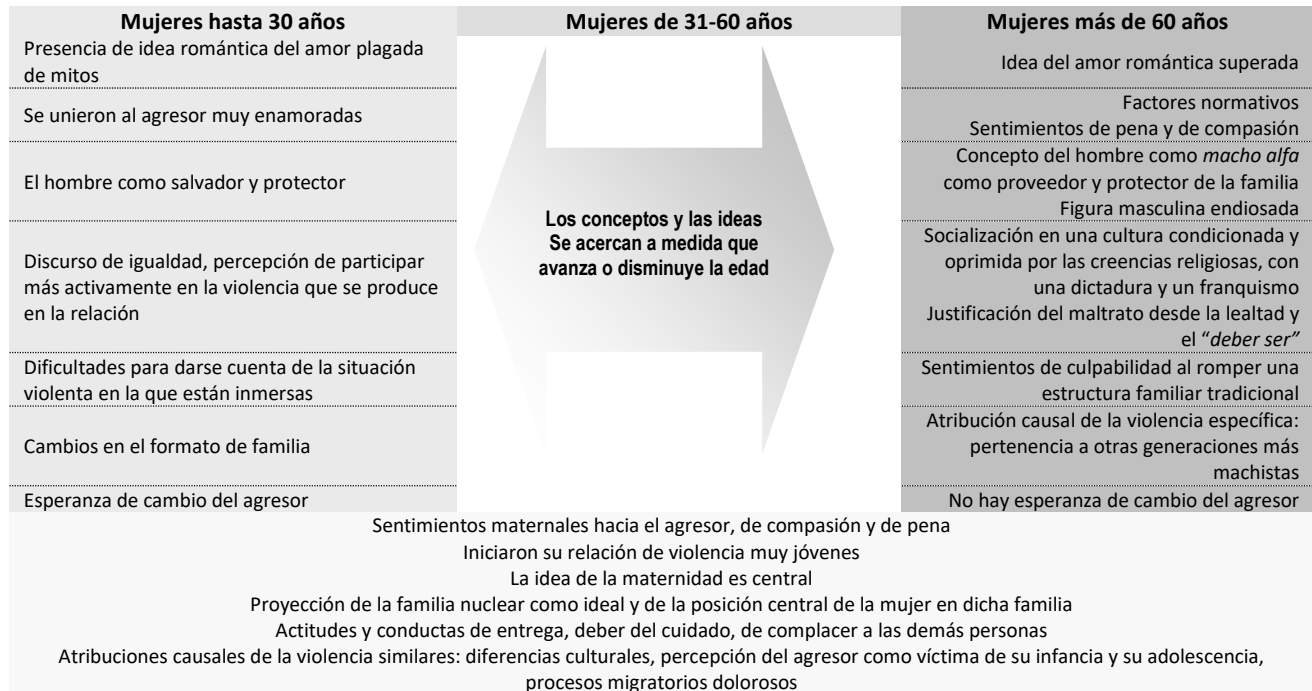 Mujeres hasta 30 años
Mujeres de 31-60 años
Mujeres más de 60 años
Presencia de idea romántica del amor plagada
de mitos
Idea del amor romántica superada
Se unieron al agresor muy enamoradas
Factores normativos
Sentimientos de pena y de compasión
El hombre como salvador y protector
Concepto del hombre como macho alfa
como proveedor y protector de la familia
Figura masculina endiosada
Los conceptos y las ideas
Se acercan a medida que
avanza o disminuye la edad
Discurso de igualdad, percepción de participar
más activamente en la violencia que se produce
en la relación
Socialización en una cultura condicionada y
oprimida por las creencias religiosas, con
una dictadura y un franquismo
Justificación del maltrato desde la lealtad y
el “deber ser”
Dificultades para darse cuenta de la situación
violenta en la que están inmersas
Sentimientos de culpabilidad al romper una
estructura familiar tradicional
Cambios en el formato de familia
Atribución causal de la violencia específica:
pertenencia a otras generaciones más
machistas
Esperanza de cambio del agresor
No hay esperanza de cambio del agresor
Sentimientos maternales hacia el agresor, de compasión y de pena
Iniciaron su relación de violencia muy jóvenes
La idea de la maternidad es central
Proyección de la familia nuclear como ideal y de la posición central de la mujer en dicha familia
Actitudes y conductas de entrega, deber del cuidado, de complacer a las demás personas
Atribuciones causales de la violencia similares: diferencias culturales, percepción del agresor como víctima de su infancia y su adolescencia,
procesos migratorios dolorosos